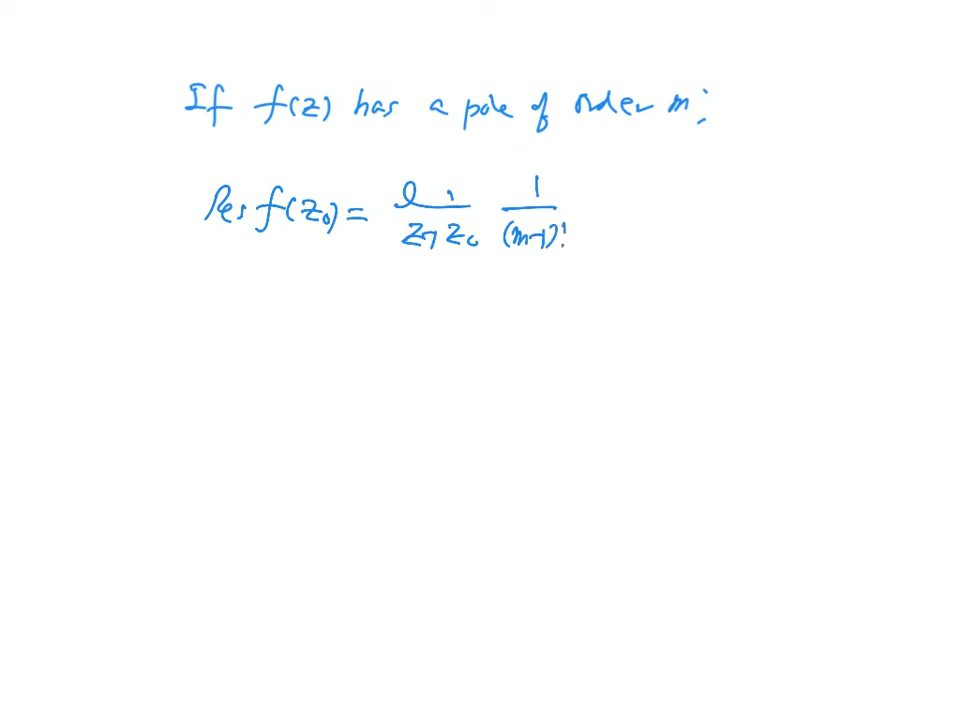 If f(z) has a pole of order m:
Res f(z₀) = lim z→z₀ 1/(m-1)!